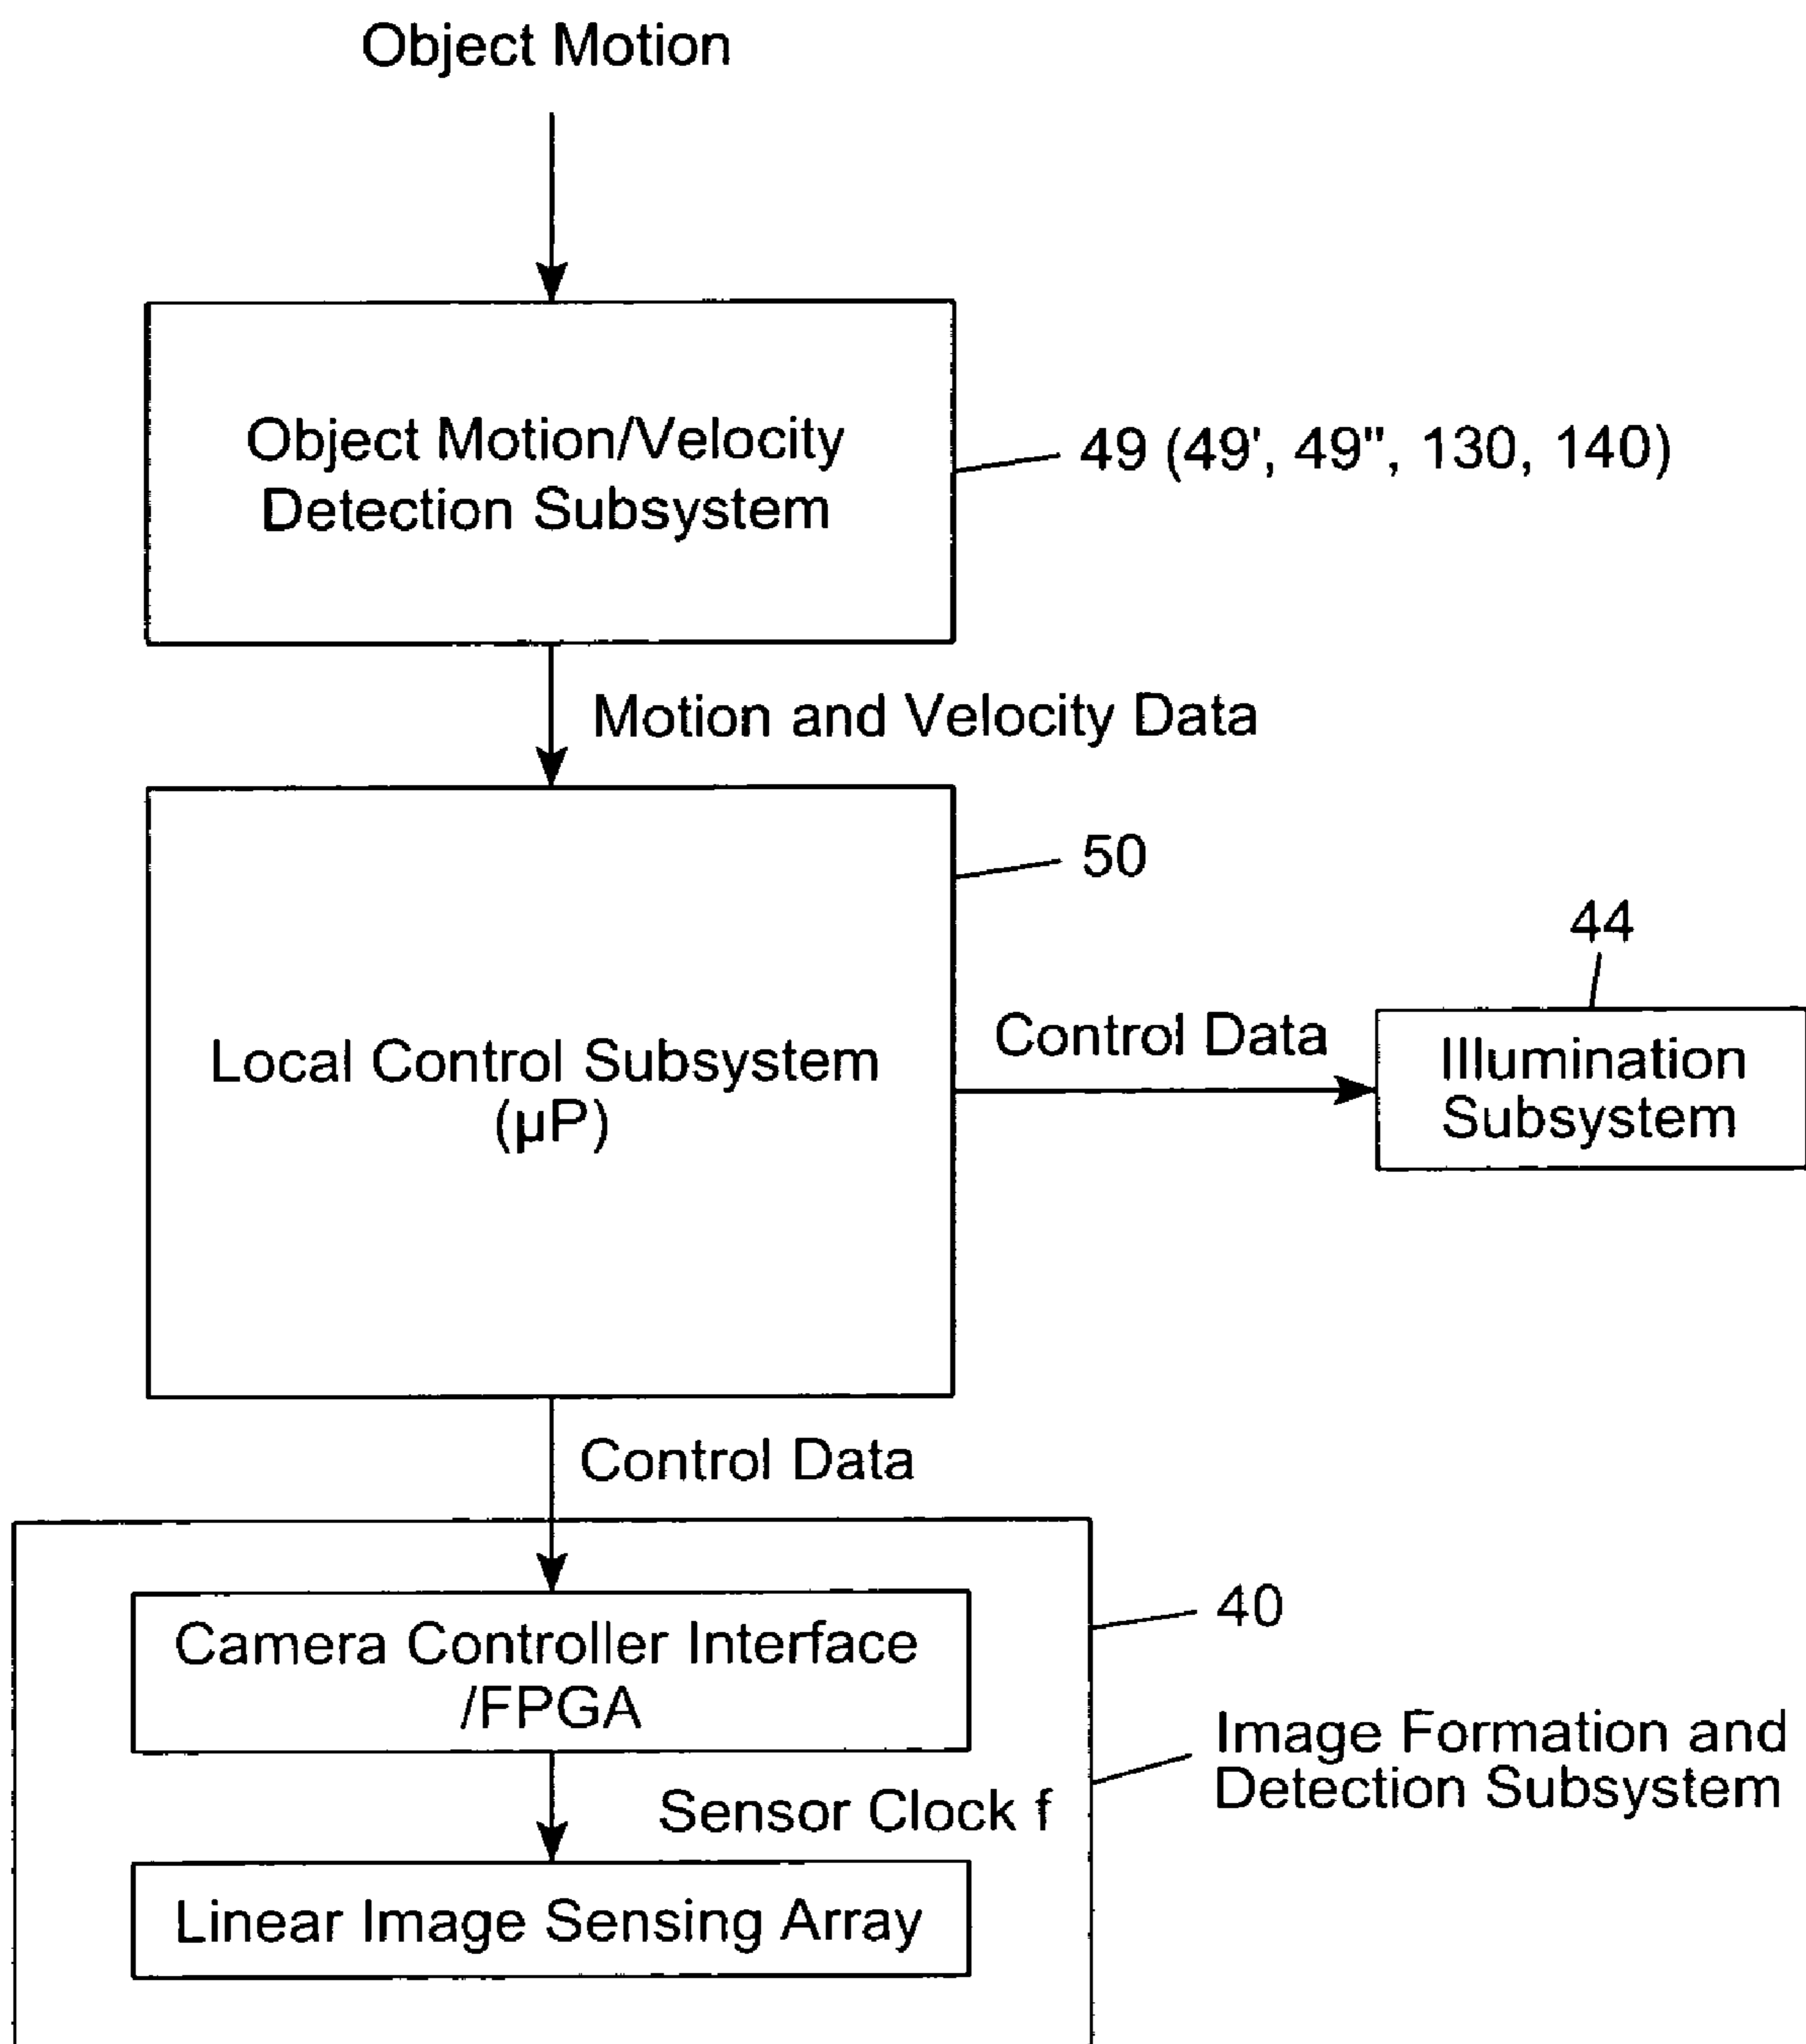 Object Motion
Object Motion/Velocity
Detection Subsystem
49 (49', 49", 130, 140)
Motion and Velocity Data
50
44
Local Control Subsystem
(µP)
Control Data
Illumination
Subsystem
Control Data
40
Camera Controller Interface
/FPGA
Image Formation and
Detection Subsystem
Sensor Clock f
Linear Image Sensing Array